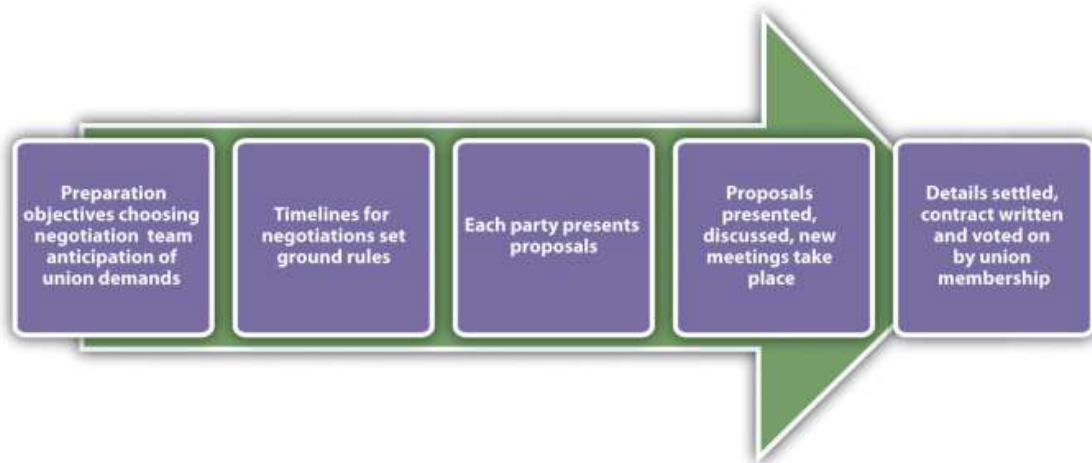 Preparation
objectives choosing
negotiation team
anticipation of
union demands
Timelines for
negotiations set
ground rules
Each party presents
proposals
Proposals
presented,
discussed, new
meetings take
place
Details settled,
contract written
and voted on
by union
membership